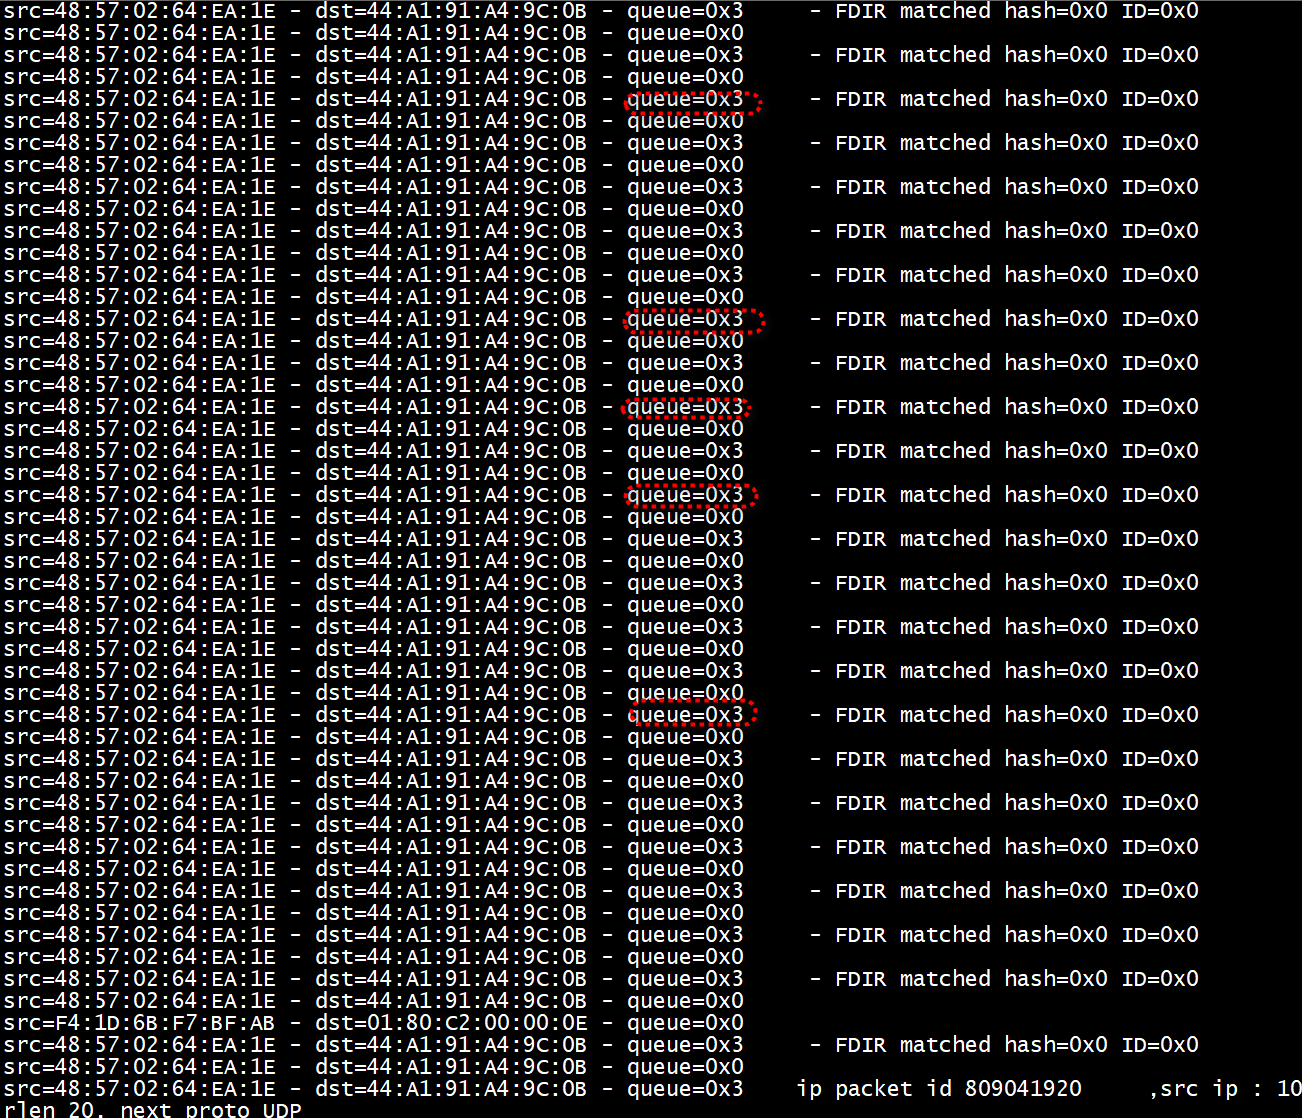 src=48:57:02:64:EA:1E - dst=44:A1:91:A4:9C:0B - queue=0x3 - FDIR matched hash=0x0 ID=0x0
src=48:57:02:64:EA:1E - dst=44:A1:91:A4:9C:0B - queue=0x0
src=48:57:02:64:EA:1E - dst=44:A1:91:A4:9C:0B - queue=0x3 - FDIR matched hash=0x0 ID=0x0
src=48:57:02:64:EA:1E - dst=44:A1:91:A4:9C:0B - queue=0x0
src=48:57:02:64:EA:1E - dst=44:A1:91:A4:9C:0B - queue=0x3 - FDIR matched hash=0x0 ID=0x0
src=48:57:02:64:EA:1E - dst=44:A1:91:A4:9C:0B - queue=0x0
src=48:57:02:64:EA:1E - dst=44:A1:91:A4:9C:0B - queue=0x3 - FDIR matched hash=0x0 ID=0x0
src=48:57:02:64:EA:1E - dst=44:A1:91:A4:9C:0B - queue=0x0
src=48:57:02:64:EA:1E - dst=44:A1:91:A4:9C:0B - queue=0x3 - FDIR matched hash=0x0 ID=0x0
src=48:57:02:64:EA:1E - dst=44:A1:91:A4:9C:0B - queue=0x0
src=48:57:02:64:EA:1E - dst=44:A1:91:A4:9C:0B - queue=0x3 - FDIR matched hash=0x0 ID=0x0
src=48:57:02:64:EA:1E - dst=44:A1:91:A4:9C:0B - queue=0x0
src=48:57:02:64:EA:1E - dst=44:A1:91:A4:9C:0B - queue=0x3 - FDIR matched hash=0x0 ID=0x0
src=48:57:02:64:EA:1E - dst=44:A1:91:A4:9C:0B - queue=0x0
src=48:57:02:64:EA:1E - dst=44:A1:91:A4:9C:0B - queue=0x3 - FDIR matched hash=0x0 ID=0x0
src=48:57:02:64:EA:1E - dst=44:A1:91:A4:9C:0B - queue=0x0
src=48:57:02:64:EA:1E - dst=44:A1:91:A4:9C:0B - queue=0x3 - FDIR matched hash=0x0 ID=0x0
src=48:57:02:64:EA:1E - dst=44:A1:91:A4:9C:0B - queue=0x0
src=48:57:02:64:EA:1E - dst=44:A1:91:A4:9C:0B - queue=0x3 - FDIR matched hash=0x0 ID=0x0
src=48:57:02:64:EA:1E - dst=44:A1:91:A4:9C:0B - queue=0x0
src=48:57:02:64:EA:1E - dst=44:A1:91:A4:9C:0B - queue=0x3 - FDIR matched hash=0x0 ID=0x0
src=48:57:02:64:EA:1E - dst=44:A1:91:A4:9C:0B - queue=0x0
src=48:57:02:64:EA:1E - dst=44:A1:91:A4:9C:0B - queue=0x3 - FDIR matched hash=0x0 ID=0x0
src=48:57:02:64:EA:1E - dst=44:A1:91:A4:9C:0B - queue=0x0
src=48:57:02:64:EA:1E - dst=44:A1:91:A4:9C:0B - queue=0x3 - FDIR matched hash=0x0 ID=0x0
src=48:57:02:64:EA:1E - dst=44:A1:91:A4:9C:0B - queue=0x0
src=48:57:02:64:EA:1E - dst=44:A1:91:A4:9C:0B - queue=0x3 - FDIR matched hash=0x0 ID=0x0
src=48:57:02:64:EA:1E - dst=44:A1:91:A4:9C:0B - queue=0x0
src=48:57:02:64:EA:1E - dst=44:A1:91:A4:9C:0B - queue=0x3 - FDIR matched hash=0x0 ID=0x0
src=48:57:02:64:EA:1E - dst=44:A1:91:A4:9C:0B - queue=0x0
src=48:57:02:64:EA:1E - dst=44:A1:91:A4:9C:0B - queue=0x3 - FDIR matched hash=0x0 ID=0x0
src=48:57:02:64:EA:1E - dst=44:A1:91:A4:9C:0B - queue=0x0
src=48:57:02:64:EA:1E - dst=44:A1:91:A4:9C:0B - queue=0x3 - FDIR matched hash=0x0 ID=0x0
src=48:57:02:64:EA:1E - dst=44:A1:91:A4:9C:0B - queue=0x0
src=48:57:02:64:EA:1E - dst=44:A1:91:A4:9C:0B - queue=0x3 - FDIR matched hash=0x0 ID=0x0
src=48:57:02:64:EA:1E - dst=44:A1:91:A4:9C:0B - queue=0x0
src=48:57:02:64:EA:1E - dst=44:A1:91:A4:9C:0B - queue=0x3 - FDIR matched hash=0x0 ID=0x0
src=48:57:02:64:EA:1E - dst=44:A1:91:A4:9C:0B - queue=0x0
src=48:57:02:64:EA:1E - dst=44:A1:91:A4:9C:0B - queue=0x3 - FDIR matched hash=0x0 ID=0x0
src=48:57:02:64:EA:1E - dst=44:A1:91:A4:9C:0B - queue=0x0
src=48:57:02:64:EA:1E - dst=44:A1:91:A4:9C:0B - queue=0x3 - FDIR matched hash=0x0 ID=0x0
src=48:57:02:64:EA:1E - dst=44:A1:91:A4:9C:0B - queue=0x0
src=48:57:02:64:EA:1E - dst=44:A1:91:A4:9C:0B - queue=0x3 - FDIR matched hash=0x0 ID=0x0
src=48:57:02:64:EA:1E - dst=44:A1:91:A4:9C:0B - queue=0x0
src=48:57:02:64:EA:1E - dst=44:A1:91:A4:9C:0B - queue=0x3 - FDIR matched hash=0x0 ID=0x0
src=48:57:02:64:EA:1E - dst=44:A1:91:A4:9C:0B - queue=0x0
src=F4:1D:6B:F7:BF:AB - dst=01:80:C2:00:00:0E - queue=0x0
src=48:57:02:64:EA:1E - dst=44:A1:91:A4:9C:0B - queue=0x3 - FDIR matched hash=0x0 ID=0x0
src=48:57:02:64:EA:1E - dst=44:A1:91:A4:9C:0B - queue=0x0
src=48:57:02:64:EA:1E - dst=44:A1:91:A4:9C:0B - queue=0x3 ip packet id 809041920 ,src ip : 10
rlen 20, next proto UDP